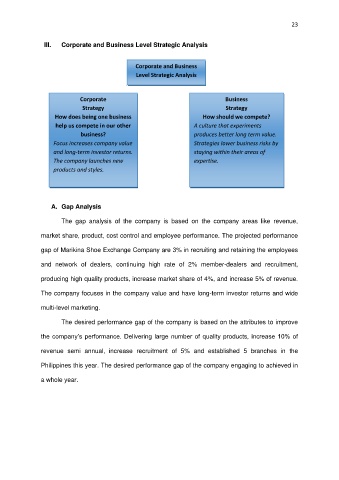 23
III. Corporate and Business Level Strategic Analysis
Corporate and Business
Level Strategic Analysis
Corporate
Strategy
How does being one business
help us compete in our other
business?
Focus increases company value
and long-term investor returns.
The company launches new
products and styles.
Business
Strategy
How should we compete?
A culture that experiments
produces better long term value.
Strategies lower business risks by
staying within their areas of
expertise.
A. Gap Analysis
The gap analysis of the company is based on the company areas like revenue,
market share, product, cost control and employee performance. The projected performance
gap of Marikina Shoe Exchange Company are 3% in recruiting and retaining the employees
and network of dealers, continuing high rate of 2% member-dealers and recruitment,
producing high quality products, increase market share of 4%, and increase 5% of revenue.
The company focuses in the company value and have long-term investor returns and wide
multi-level marketing.
The desired performance gap of the company is based on the attributes to improve
the company's performance. Delivering large number of quality products, increase 10% of
revenue semi annual, increase recruitment of 5% and established 5 branches in the
Philippines this year. The desired performance gap of the company engaging to achieved in
a whole year.